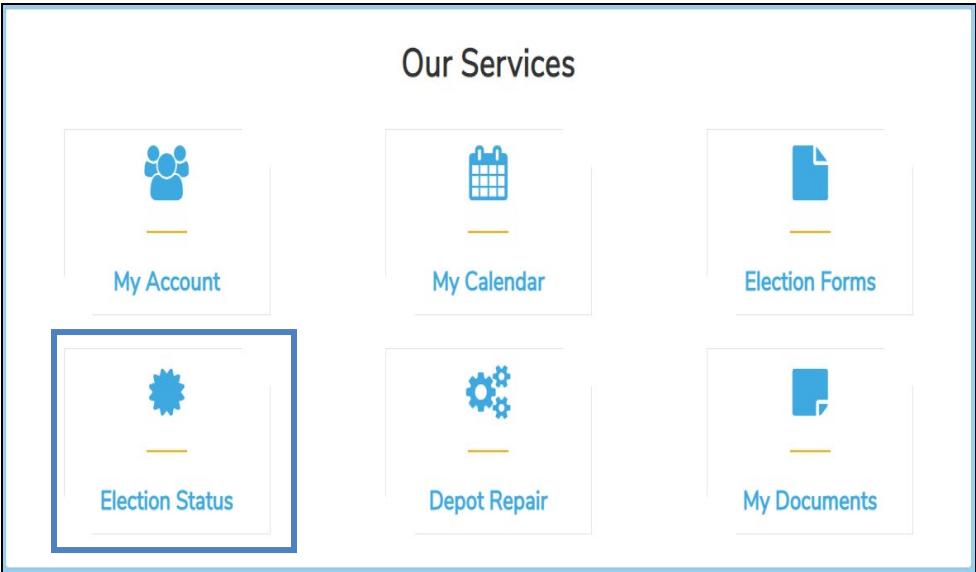 Our Services
My Account
My Calendar
Election Forms
Election Status
Depot Repair
My Documents